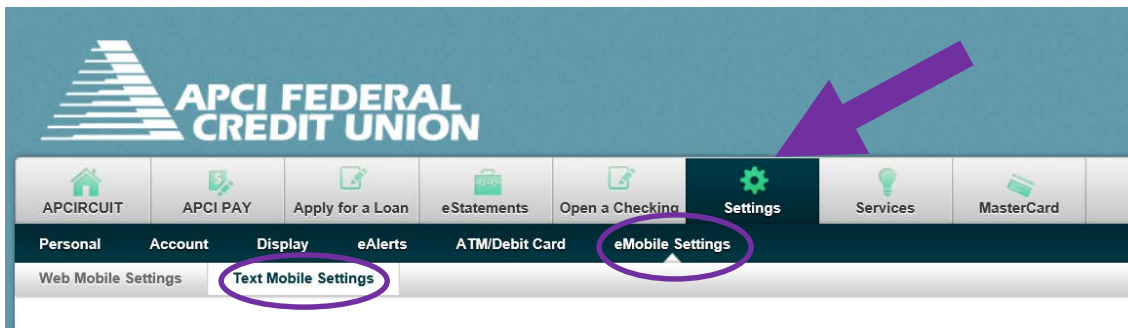 APCI FEDERAL
CREDIT UNION
APCIRCUIT APCI PAY Apply for a Loan eStatements Open a Checking Settings Services MasterCard
Personal Account Display eAlerts ATM/Debit Card eMobile Settings
Web Mobile Settings Text Mobile Settings